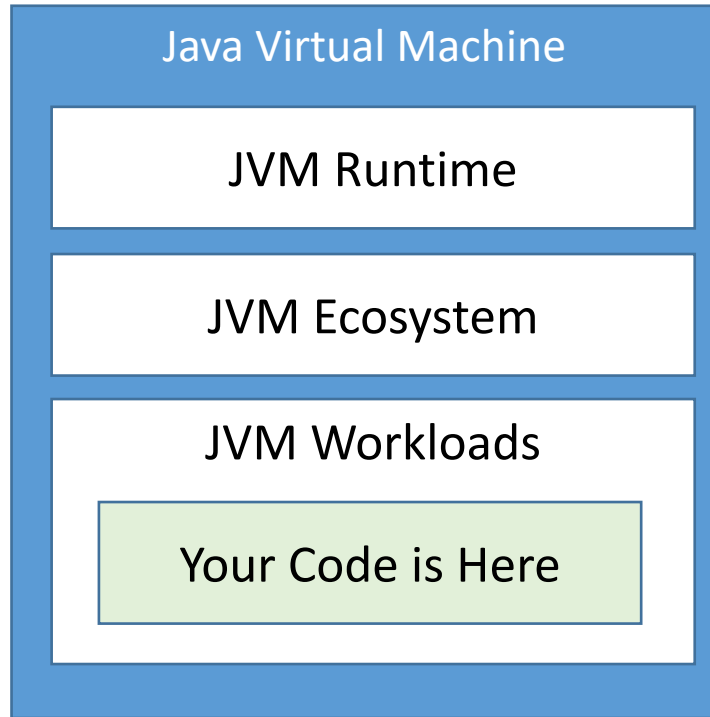 Java Virtual Machine
JVM Runtime
JVM Ecosystem
JVM Workloads
Your Code is Here